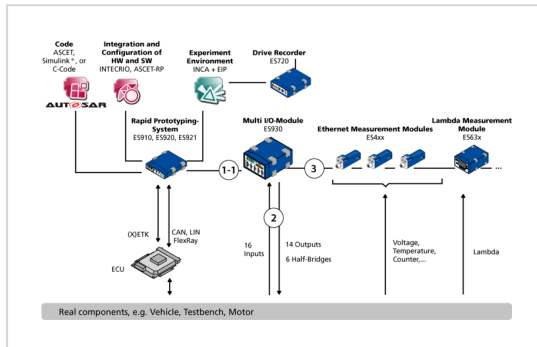 Code
ASCET,
Simulink®, or
C-Code
AUTOSAR
Integration and
Configuration of
HW and SW
INTECRIO, ASCET-RP
Experiment
Environment
INCA + EIP
Drive Recorder
ES720
Rapid Prototyping-
System
ES910, ES920, ES921
Multi I/O-Module
ES930
Ethernet Measurement Modules
ES4xx
Lambda Measurement
Module
ES63x
1-1
3
...
2
(X)ETK
CAN, LIN
FlexRay
ECU
16
Inputs
14 Outputs
6 Half-Bridges
Voltage,
Temperature,
Counter,...
Lambda
Real components, e.g. Vehicle, Testbench, Motor